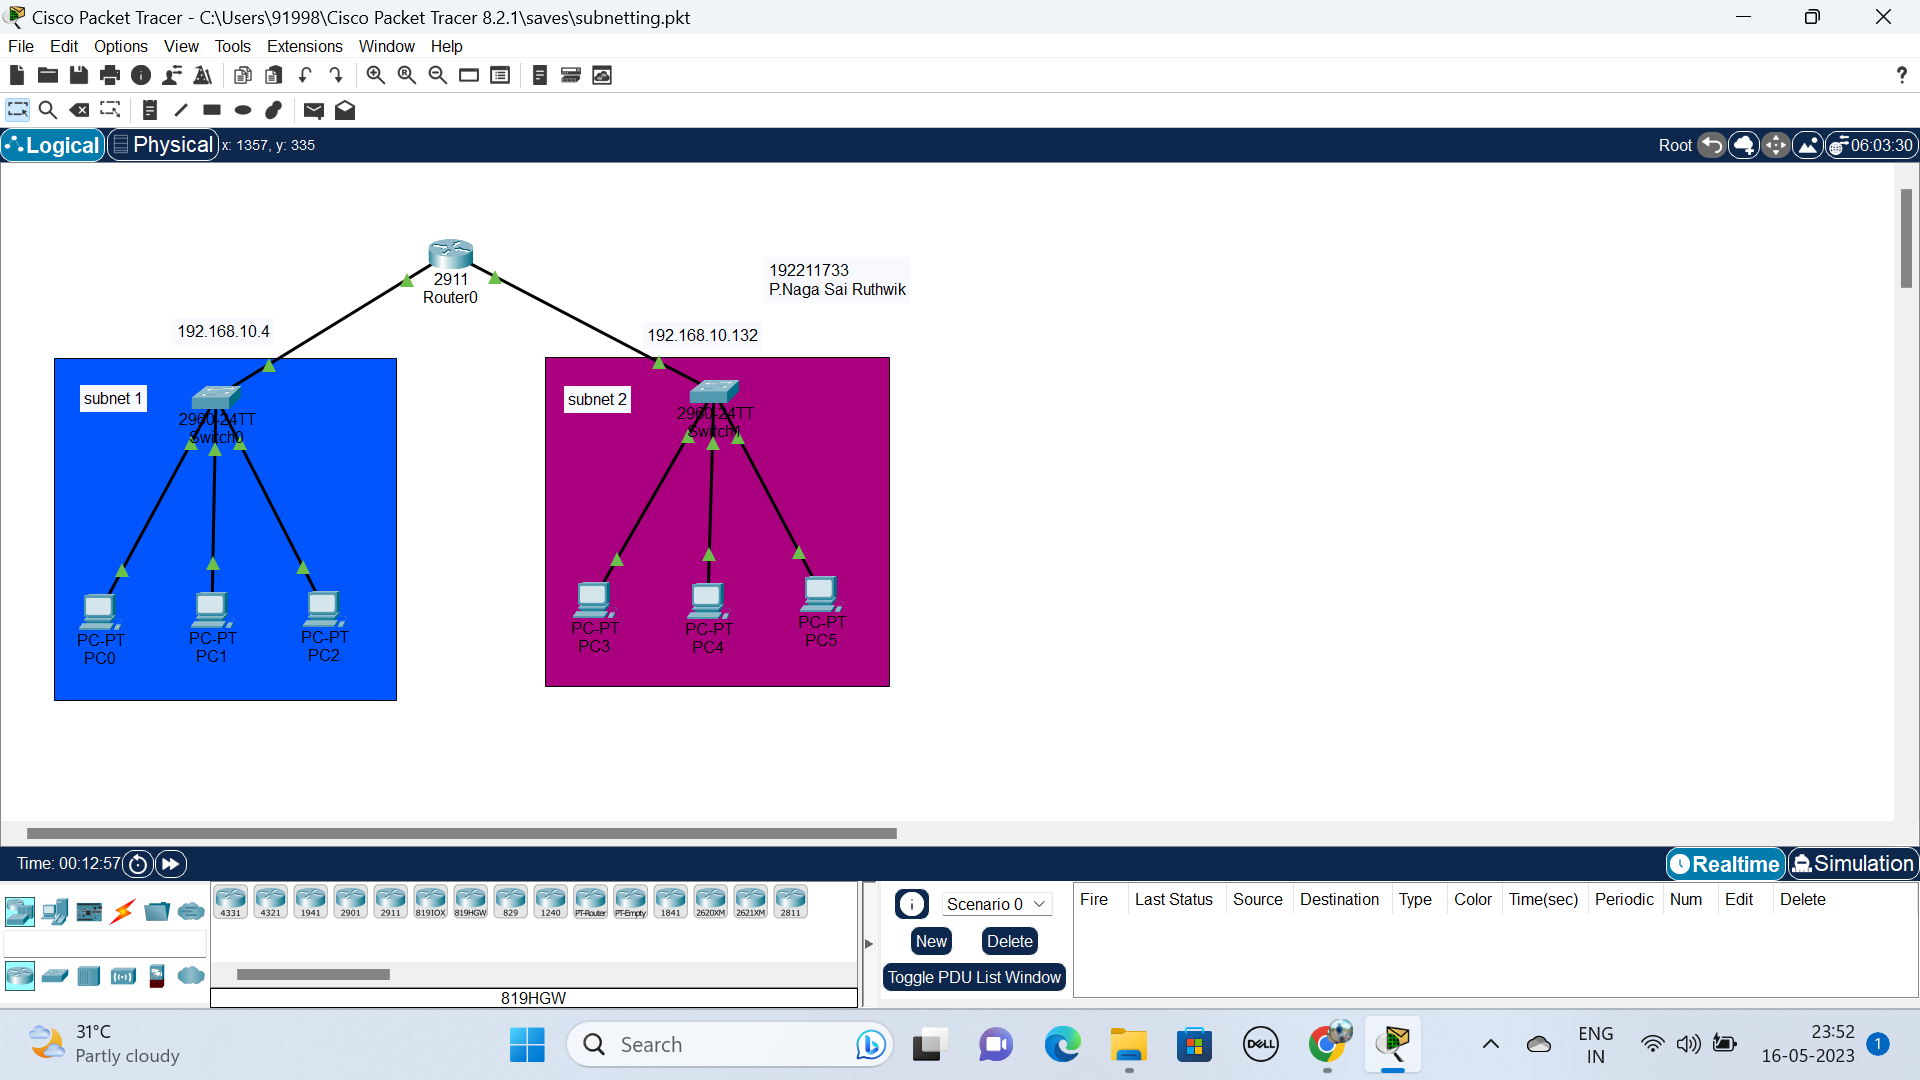 Cisco Packet Tracer - C:\Users\91998\Cisco Packet Tracer 8.2.1\saves\subnetting.pkt
File Edit Options View Tools Extensions Window Help
?
Logical Physical x: 1357, y: 335 Root 06:03:30
192211733
P.Naga Sai Ruthwik
2911
Router0
192.168.10.4
192.168.10.132
subnet 1
2960-24TT
Switch0
PC-PT
PC0
PC-PT
PC1
PC-PT
PC2
subnet 2
2960-24TT
Switch1
PC-PT
PC3
PC-PT
PC4
PC-PT
PC5
Time: 00:12:57 Realtime Simulation
4331 4321 1941 2901 2911 819IOX 819HGW 829 1240 PT-Router PT-Empty 1841 2620XM 2621XM 2811
819HGW
Scenario 0
New Delete
Toggle PDU List Window
Fire Last Status Source Destination Type Color Time(sec) Periodic Num Edit Delete
31°C
Partly cloudy
Search
DELL
ENG
IN
23:52
16-05-2023
1